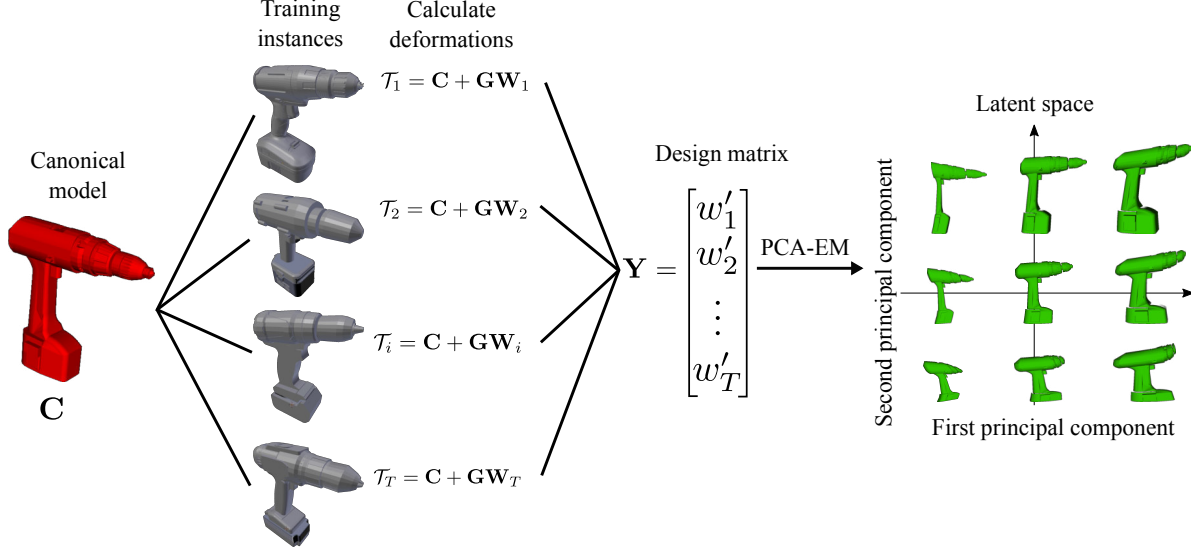 Training
instances
Calculate
deformations
𝒯₁ = C + GW₁
𝒯₂ = C + GW₂
𝒯ᵢ = C + GWᵢ
𝒯_T = C + GW_T
Canonical
model
C
Design matrix
Y = [w′₁
w′₂
⋮
w′_T]
PCA-EM
Latent space
Second principal component
First principal component